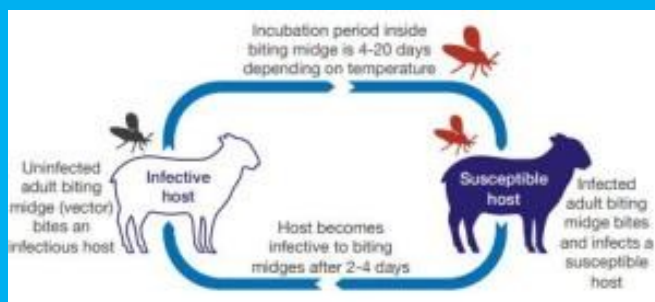 Incubation period inside
biting midge is 4-20 days
depending on temperature
Uninfected
adult biting
midge (vector)
bites an
infectious host
Infective
host
Susceptible
host
Infected
adult biting
midge bites
and infects a
susceptible
host
Host becomes
infective to biting
midges after 2-4 days